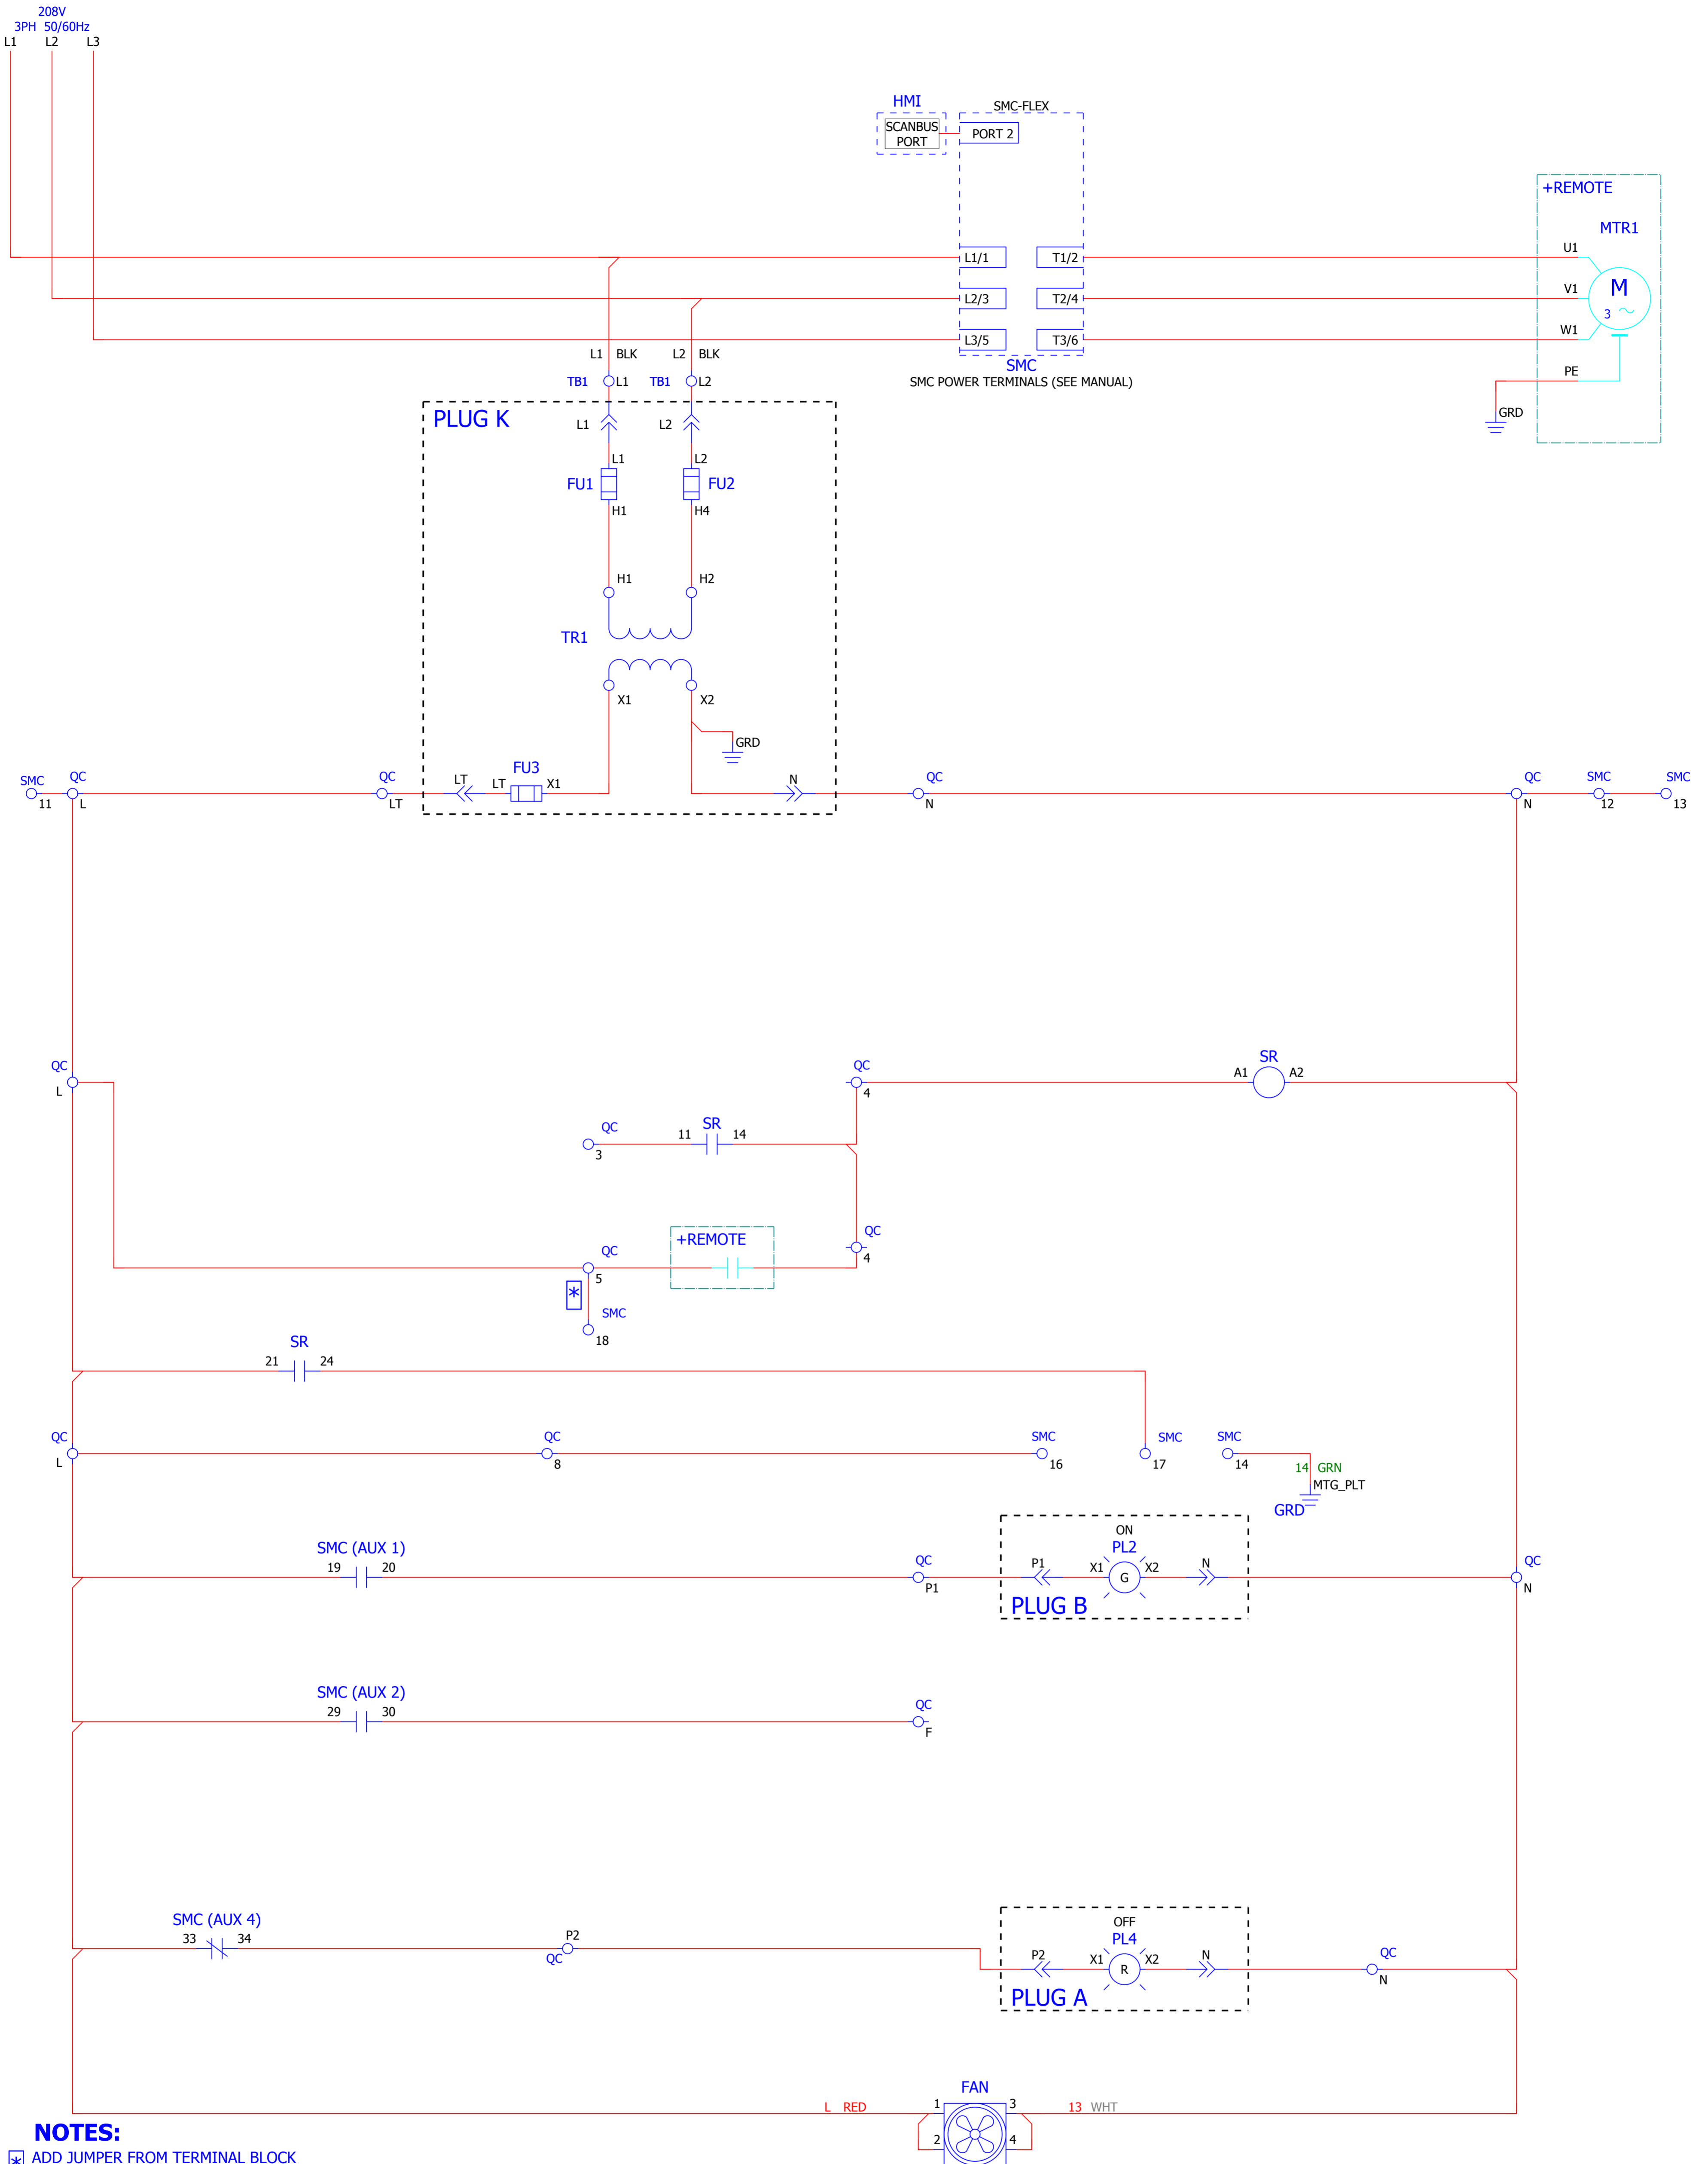 208V
3PH 50/60Hz
L1 L2 L3
HMI
SCANBUS
PORT
SMC-FLEX
PORT 2
+REMOTE
MTR1
L1/1 T1/2 U1
L2/3 T2/4 V1
M
3
L3/5 T3/6 W1
SMC
SMC POWER TERMINALS (SEE MANUAL)
PE
GRD
L1 BLK L2 BLK
TB1 L1 TB1 L2
PLUG K
L1 L2
L1 L2
FU1 FU2
H1 H4
H1 H2
TR1
X1 X2
GRD
SMC QC QC LT LT FU3 X1 N QC QC SMC SMC
11 L LT N N 12 13
QC QC SR
L 4 A1 A2
QC SR
3 11 14
QC
4
+REMOTE
QC
5
*
SMC
18
SR
21 24
QC QC SMC SMC SMC
L 8 16 17 14
14 GRN
MTG_PLT
GRD
SMC (AUX 1)
19 20
QC
P1
ON
PL2
P1 X1 G X2 N
PLUG B
QC
N
SMC (AUX 2)
29 30
QC
F
SMC (AUX 4)
33 34
P2
QC
OFF
PL4
P2 X1 R X2 N
PLUG A
QC
N
FAN
L RED 1 3 13 WHT
2 4
NOTES:
* ADD JUMPER FROM TERMINAL BLOCK